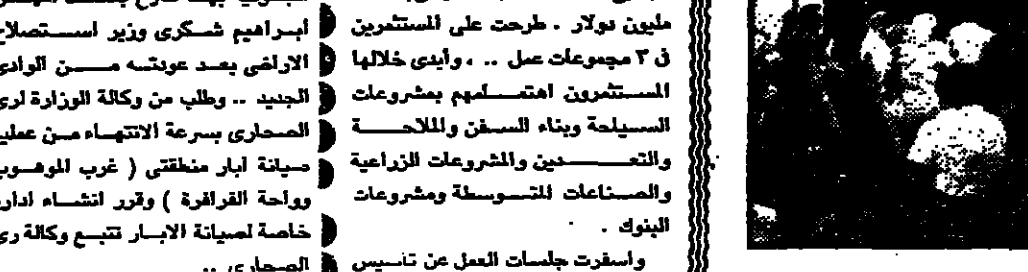 مليون دولار . طرحت على المستثمرين
فى ٣ مجموعات عمل .. ، وأبدى خلالها
المستثمرون اهتمامهم بمشروعات
السياحة وبناء السفن والملاحة
والتعدين والمشروعات الزراعية
والصناعات المتوسطة ومشروعات
البنوك .
واسفرت جلسات العمل عن تاسيس
ابراهيم شكرى وزير استصلاح
الاراضى بعد عودته من الوادى
الجديد .. وطلب من وكالة الوزارة لرى
الصحارى بسرعة الانتهاء من عملية
صيانة ابار منطقتى ( غرب الموهوب
وواحة الفرافرة ) وقرر انشاء ادارة
خاصة لصيانة الابار تتبع وكالة رى
الصحارى ..